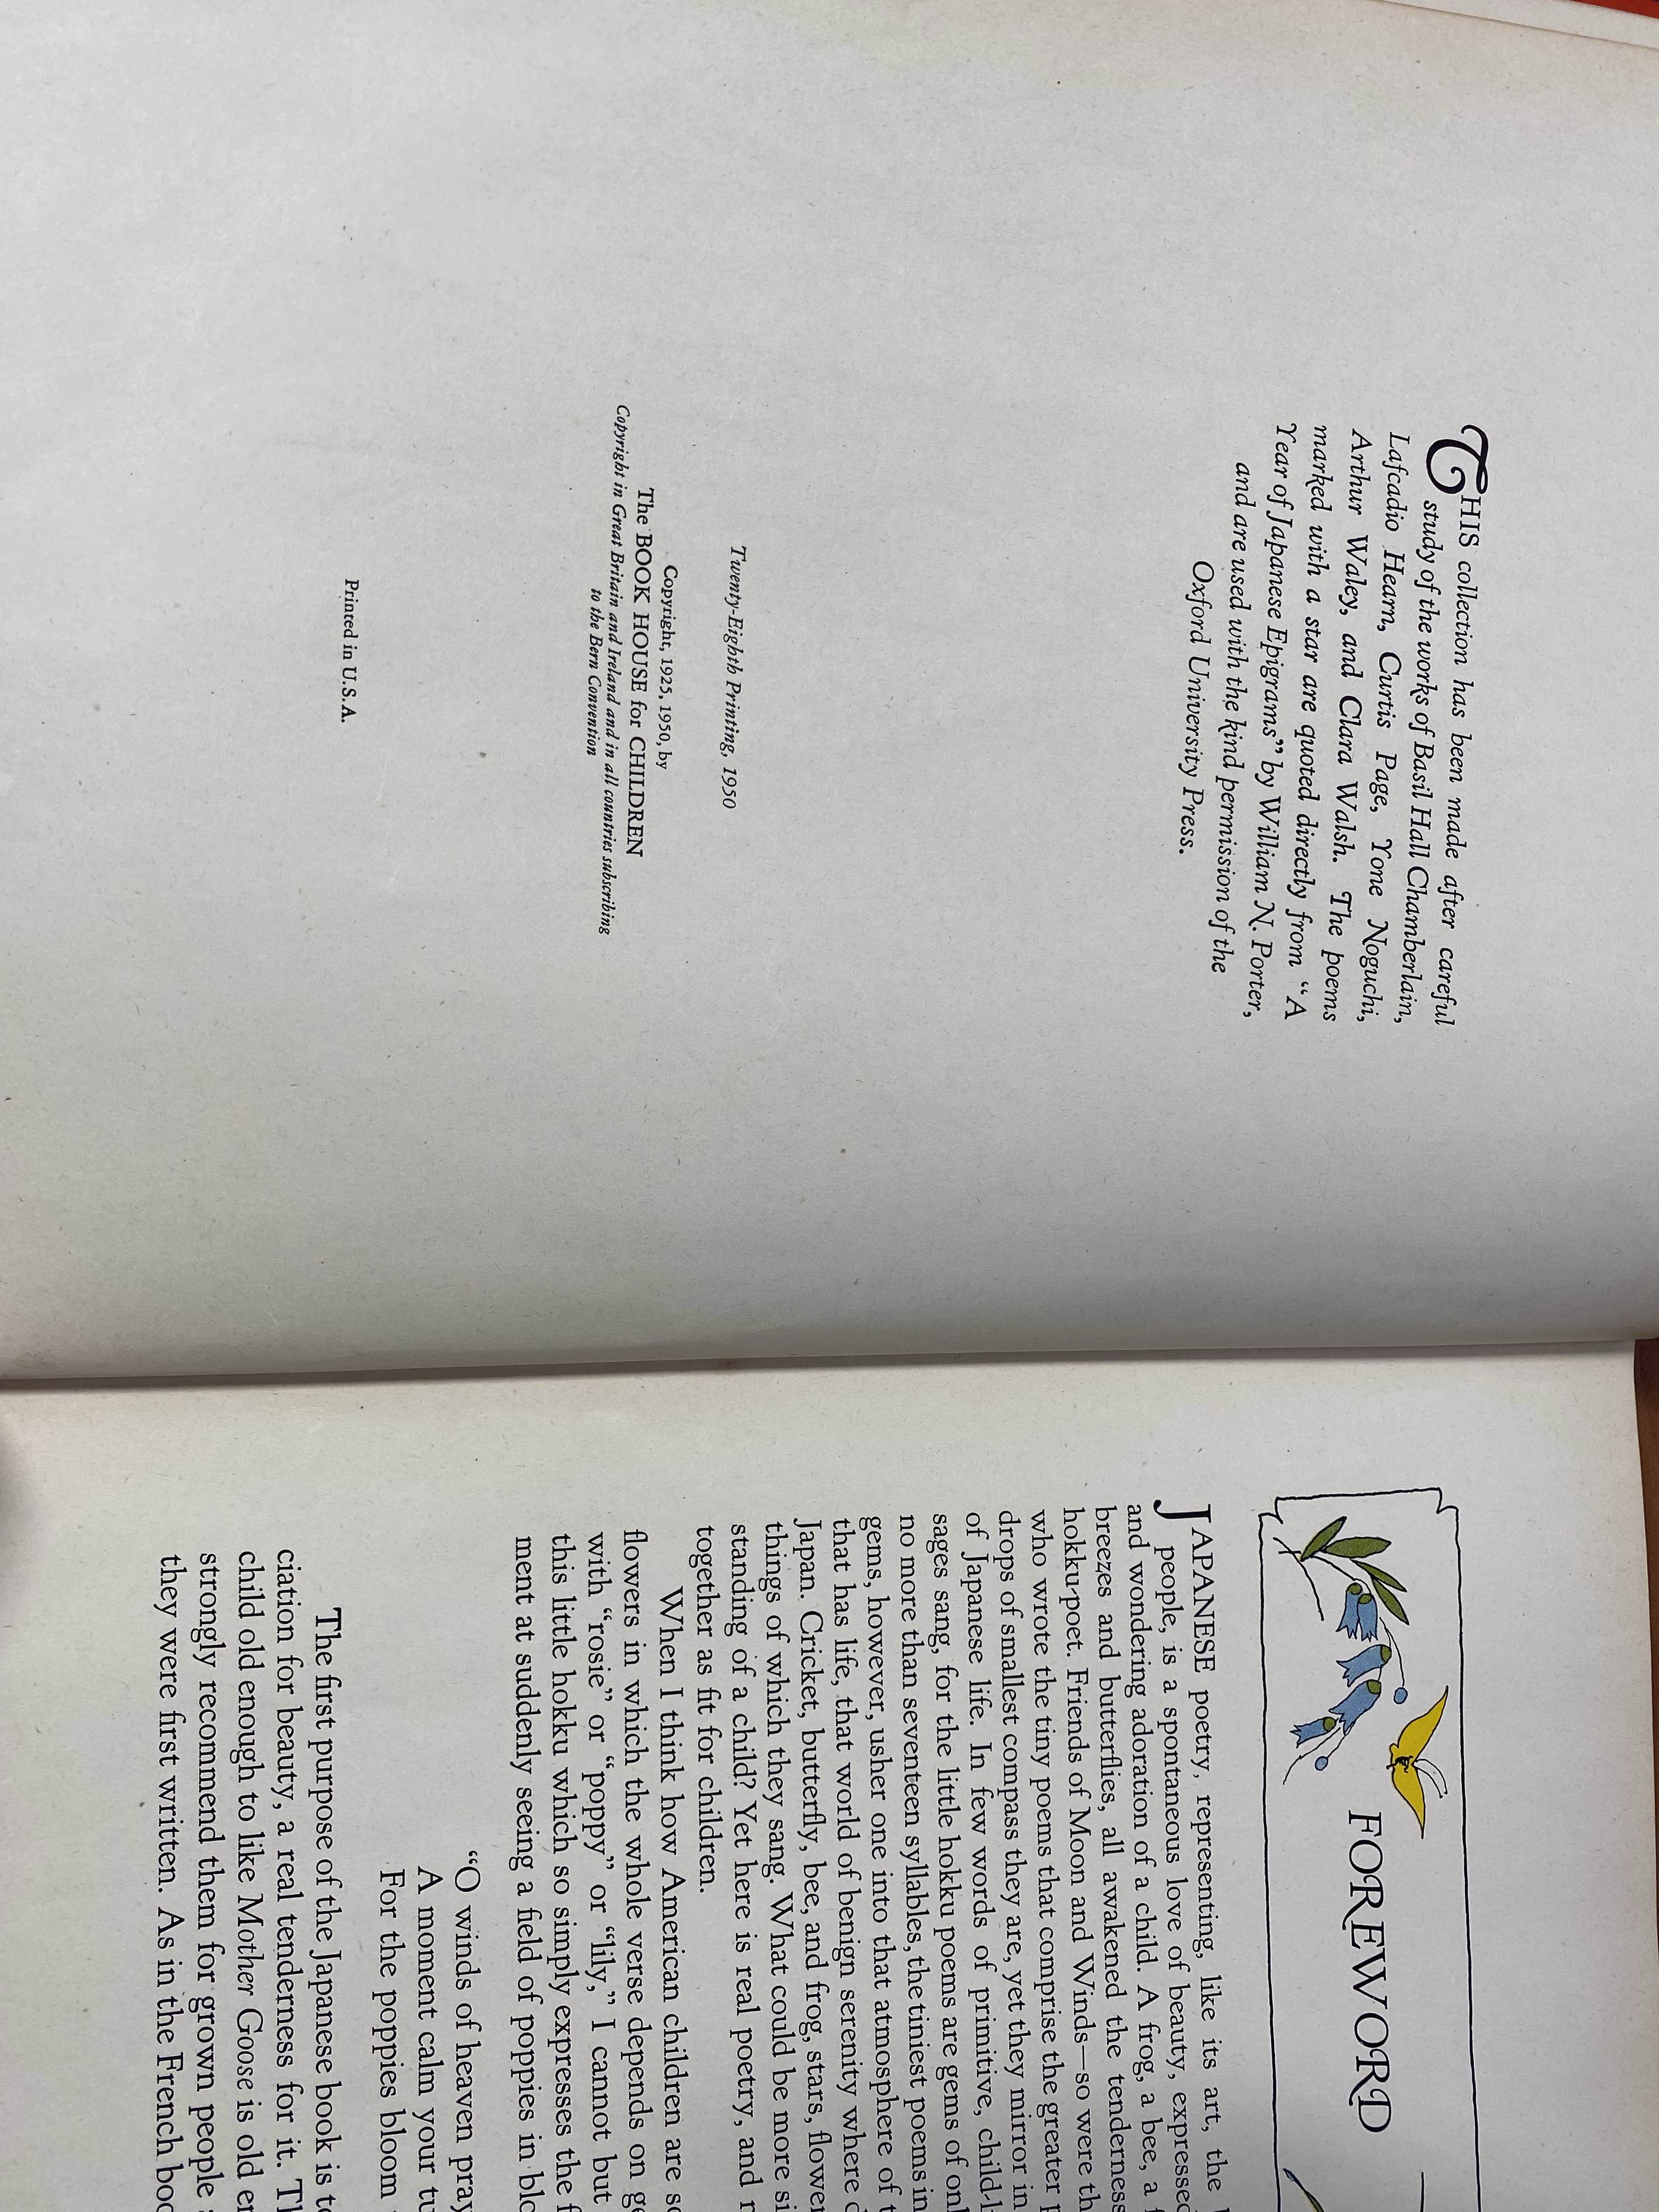 THIS collection has been made after careful
study of the works of Basil Hall Chamberlain,
Lafcadio Hearn, Curtis Page, Yone Noguchi,
Arthur Waley, and Clara Walsh. The poems
marked with a star are quoted directly from “A
Year of Japanese Epigrams” by William N. Porter,
and are used with the kind permission of the
Oxford University Press.
Twenty-Eighth Printing, 1950
Copyright, 1925, 1950, by
The BOOK HOUSE for CHILDREN
Copyright in Great Britain and Ireland and in all countries subscribing
to the Bern Convention
Printed in U.S.A.
FOREWORD
JAPANESE poetry, representing, like its art, the
people, is a spontaneous love of beauty, expressed
and wondering adoration of a child. A frog, a bee, a
breezes and butterflies, all awakened the tenderness
hokku-poet. Friends of Moon and Winds—so were
who wrote the tiny poems that comprise the greater
drops of smallest compass they are, yet they mirror in
of Japanese life. In few words of primitive,
sages sang, for the little hokku poems are gems of
no more than seventeen syllables, the tiniest poems in
gems, however, usher one into that atmosphere of
that has life, that world of benign serenity where
Japan. Cricket, butterfly, bee, and frog, stars,
things of which they sang. What could be more
standing of a child? Yet here is real poetry, and
together as fit for children.
When I think how American children are
flowers in which the whole verse depends on
with “rosie” or “poppy” or “lily,” I cannot but
this little hokku which so simply expresses the
ment at suddenly seeing a field of poppies in
“O winds of heaven
A moment calm your
For the poppies bloom
The first purpose of the Japanese book is
ciation for beauty, a real tenderness for it.
child old enough to like Mother Goose is old
strongly recommend them for grown people
they were first written. As in the French